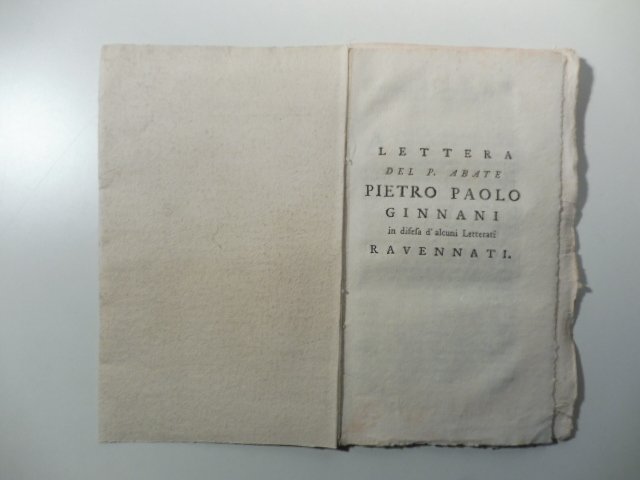 LETTERA
DEL P. ABATE
PIETRO PAOLO
GINNANI
in difeſa d' alcuni Letterati
RAVENNATI.